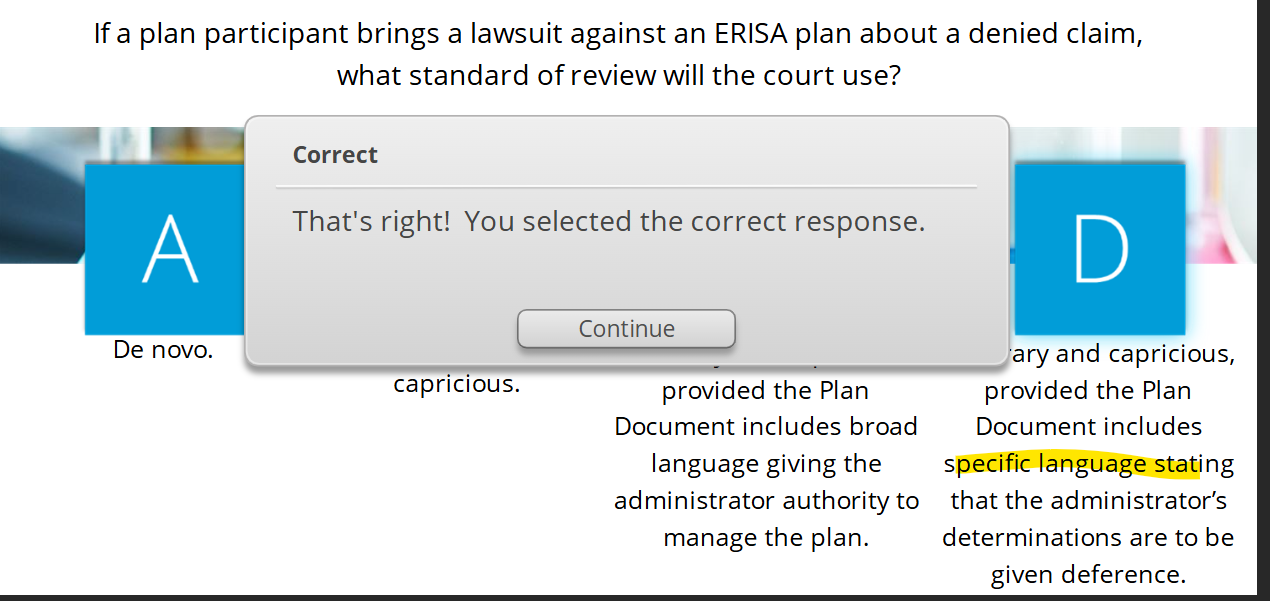 If a plan participant brings a lawsuit against an ERISA plan about a denied claim,
what standard of review will the court use?
Correct
That's right! You selected the correct response.
Continue
A
De novo.
capricious.
provided the Plan
Document includes broad
language giving the
administrator authority to
manage the plan.
D
and capricious,
provided the Plan
Document includes
specific language stating
that the administrator’s
determinations are to be
given deference.